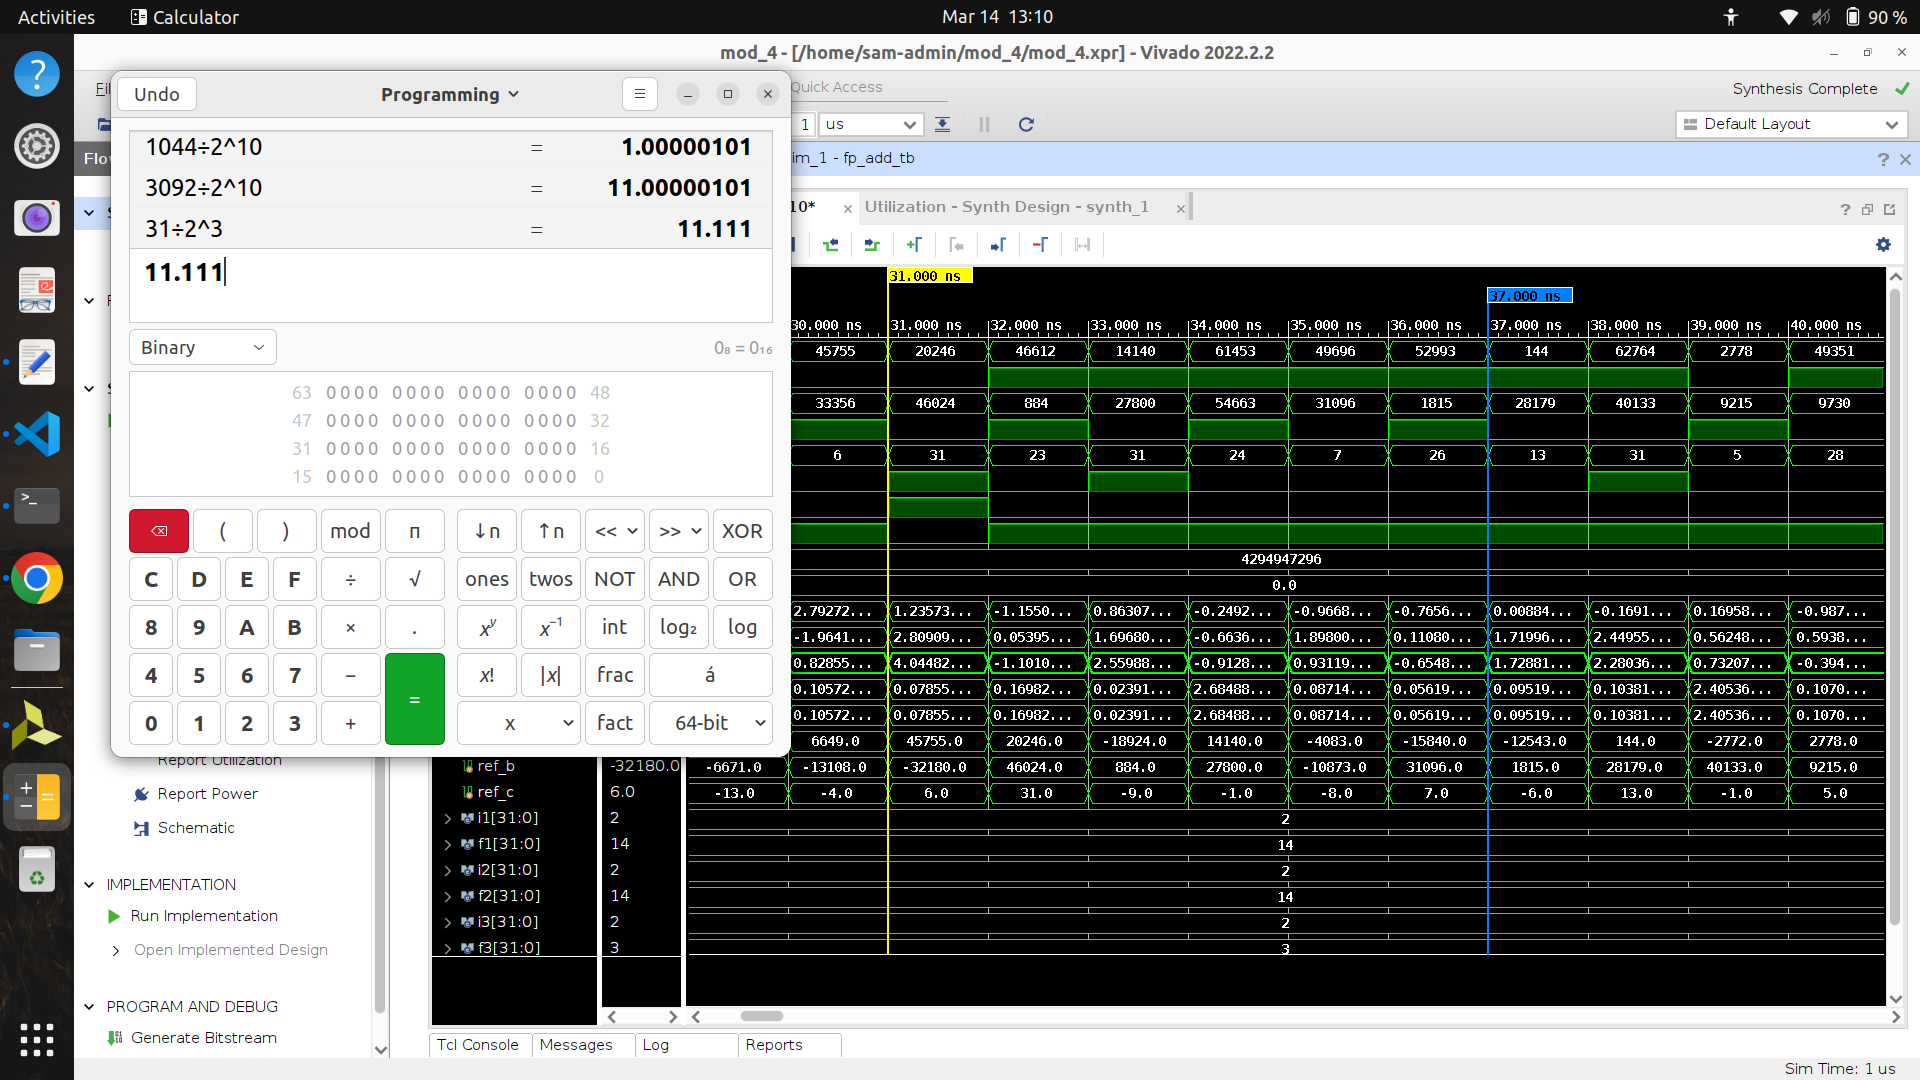 Activities Calculator Mar 14 13:10 90 %
mod_4 - [/home/sam-admin/mod_4/mod_4.xpr] - Vivado 2022.2.2
Undo Programming
Quick Access Synthesis Complete
1 us Default Layout
1044÷2^10 = 1.00000101
3092÷2^10 = 11.00000101
31÷2^3 = 11.111
11.111
Binary 0₈ = 0₁₆
63 0000 0000 0000 0000 48
47 0000 0000 0000 0000 32
31 0000 0000 0000 0000 16
15 0000 0000 0000 0000 0
( ) mod π ↓n ↑n << >> XOR
C D E F ÷ √ ones twos NOT AND OR
8 9 A B × . xʸ x⁻¹ int log₂ log
4 5 6 7 − = x! |x| frac á
0 1 2 3 + x fact 64-bit
Flo
im_1 - fp_add_tb
10* Utilization - Synth Design - synth_1
31.000 ns
37.000 ns
30.000 ns 31.000 ns 32.000 ns 33.000 ns 34.000 ns 35.000 ns 36.000 ns 37.000 ns 38.000 ns 39.000 ns 40.000 ns
45755 20246 46612 14140 61453 49696 52993 144 62764 2778 49351
33356 46024 884 27800 54663 31096 1815 28179 40133 9215 9730
6 31 23 31 24 7 26 13 31 5 28
4294947296
0.0
2.79272... 1.23573... -1.1550... 0.86307... -0.2492... -0.9668... -0.7656... 0.00884... -0.1691... 0.16958... -0.987...
-1.9641... 2.80909... 0.05395... 1.69680... -0.6636... 1.89800... 0.11080... 1.71996... 2.44955... 0.56248... 0.5938...
0.82855... 4.04482... -1.1010... 2.55988... -0.9128... 0.93119... -0.6548... 1.72881... 2.28036... 0.73207... -0.394...
0.10572... 0.07855... 0.16982... 0.02391... 2.68488... 0.08714... 0.05619... 0.09519... 0.10381... 2.40536... 0.1070...
0.10572... 0.07855... 0.16982... 0.02391... 2.68488... 0.08714... 0.05619... 0.09519... 0.10381... 2.40536... 0.1070...
6649.0 45755.0 20246.0 -18924.0 14140.0 -4083.0 -15840.0 -12543.0 144.0 -2772.0 2778.0
ref_b -32180.0 -6671.0 -13108.0 -32180.0 46024.0 884.0 27800.0 -10873.0 31096.0 1815.0 28179.0 40133.0 9215.0
ref_c 6.0 -13.0 -4.0 6.0 31.0 -9.0 -1.0 -8.0 7.0 -6.0 13.0 -1.0 5.0
i1[31:0] 2 2
f1[31:0] 14 14
i2[31:0] 2 2
f2[31:0] 14 14
i3[31:0] 2 2
f3[31:0] 3 3
Report Utilization
Report Power
Schematic
IMPLEMENTATION
Run Implementation
Open Implemented Design
PROGRAM AND DEBUG
Generate Bitstream
Tcl Console Messages Log Reports
Sim Time: 1 us